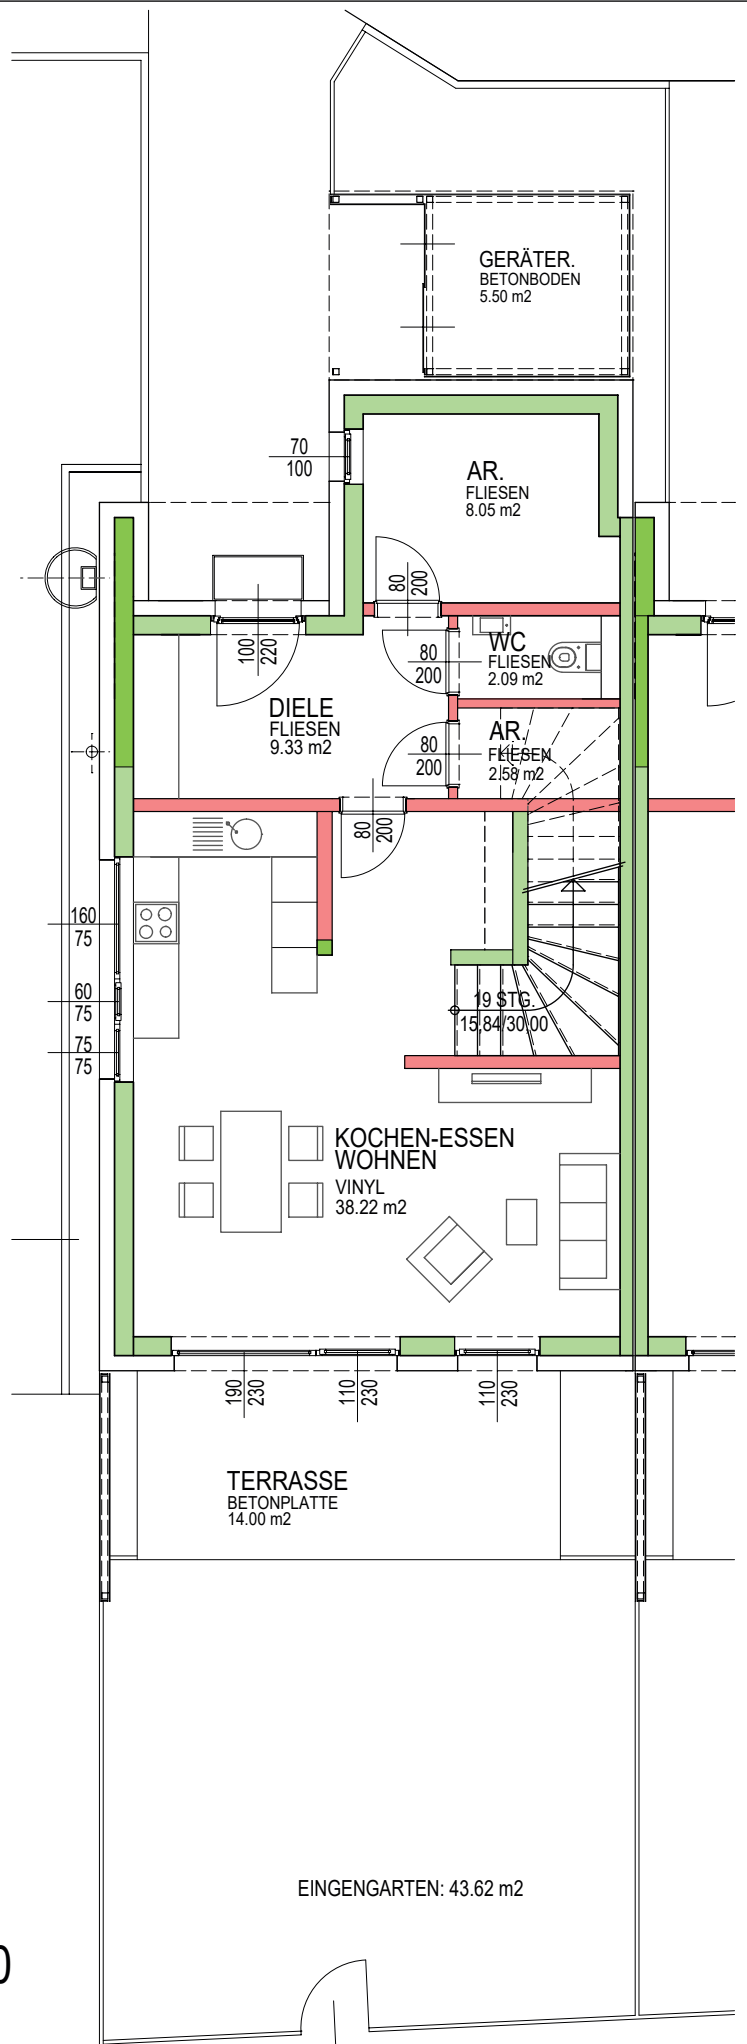 GERÄTER.
BETONBODEN
5.50 m2
70
100
AR.
FLIESEN
8.05 m2
80
200
100
220
80
200
WC
FLIESEN
2.09 m2
DIELE
FLIESEN
9.33 m2
80
200
AR.
FLIESEN
2.58 m2
80
200
160
75
60
75
75
75
19 STG.
15.84/30.00
KOCHEN-ESSEN
WOHNEN
VINYL
38.22 m2
190
230
110
230
110
230
TERRASSE
BETONPLATTE
14.00 m2
EINGENGARTEN: 43.62 m2
0